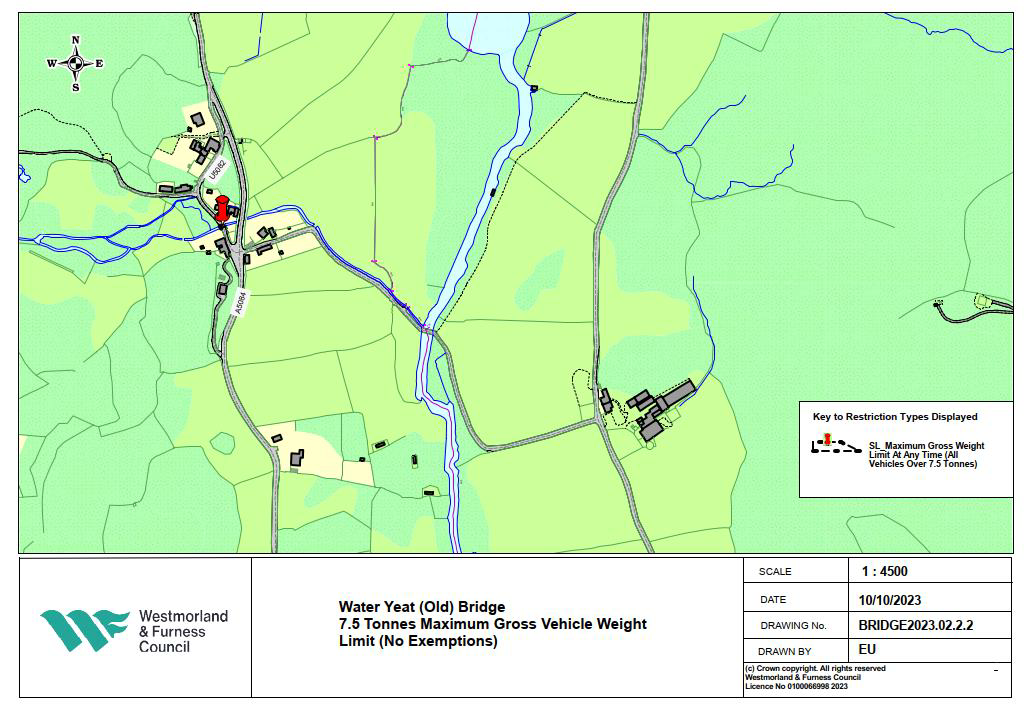 N
W E
S
U5082
A5084
Key to Restriction Types Displayed
SL_Maximum Gross Weight
Limit At Any Time (All
Vehicles Over 7.5 Tonnes)
Westmorland
& Furness
Council
Water Yeat (Old) Bridge
7.5 Tonnes Maximum Gross Vehicle Weight
Limit (No Exemptions)
SCALE 1 : 4500
DATE 10/10/2023
DRAWING No. BRIDGE2023.02.2.2
DRAWN BY EU
(c) Crown copyright. All rights reserved
Westmorland & Furness Council
Licence No 0100066998 2023